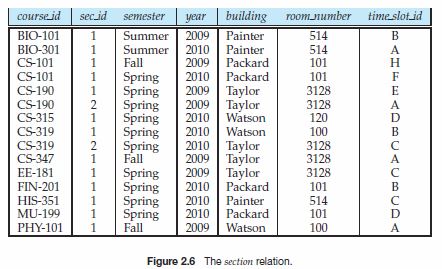 course_id sec_id semester year building room_number time_slot_id
BIO-101 1 Summer 2009 Painter 514 B
BIO-301 1 Summer 2010 Painter 514 A
CS-101 1 Fall 2009 Packard 101 H
CS-101 1 Spring 2010 Packard 101 F
CS-190 1 Spring 2009 Taylor 3128 E
CS-190 2 Spring 2009 Taylor 3128 A
CS-315 1 Spring 2010 Watson 120 D
CS-319 1 Spring 2010 Watson 100 B
CS-319 2 Spring 2010 Taylor 3128 C
CS-347 1 Fall 2009 Taylor 3128 A
EE-181 1 Spring 2009 Taylor 3128 C
FIN-201 1 Spring 2010 Packard 101 B
HIS-351 1 Spring 2010 Painter 514 C
MU-199 1 Spring 2010 Packard 101 D
PHY-101 1 Fall 2009 Watson 100 A
Figure 2.6 The section relation.